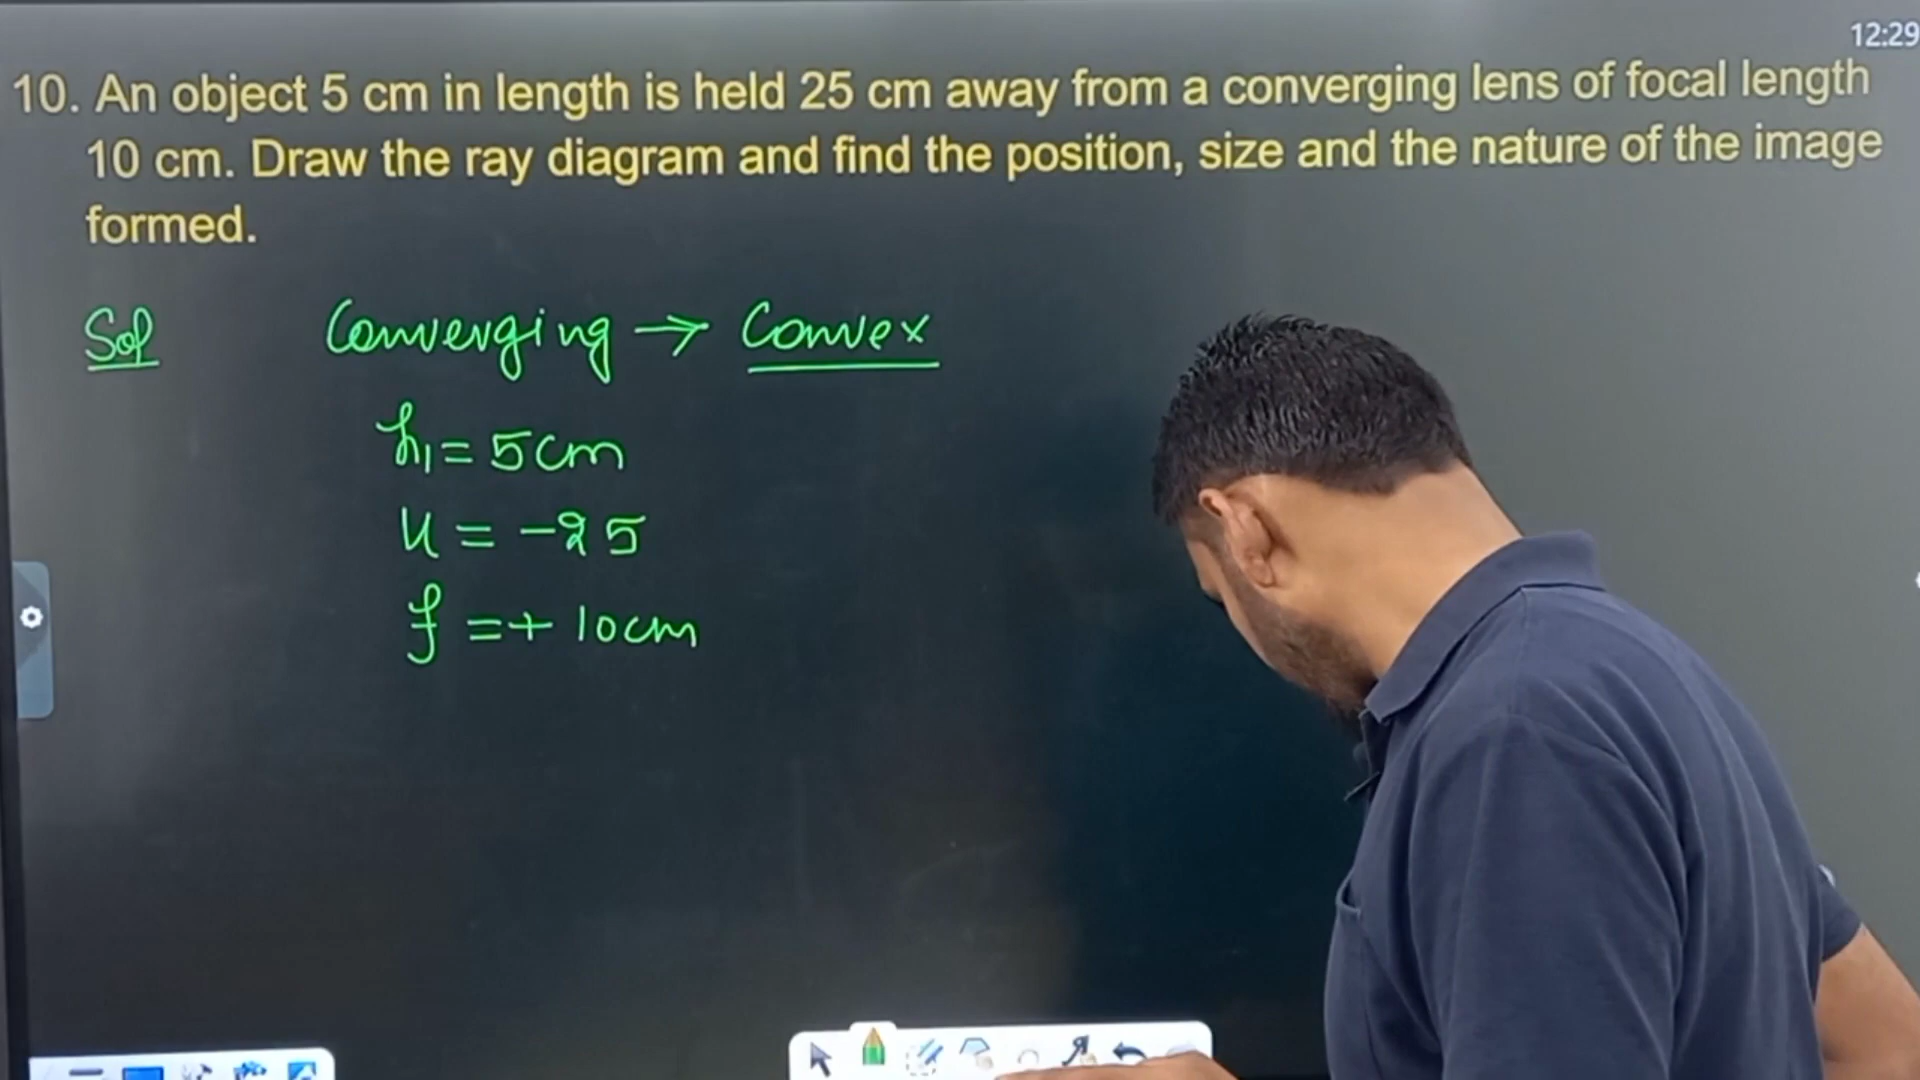 12:29
10. An object 5 cm in length is held 25 cm away from a converging lens of focal length
10 cm. Draw the ray diagram and find the position, size and the nature of the image
formed.
Sol Converging → Convex
h₁ = 5cm
u = -25
f = + 10cm